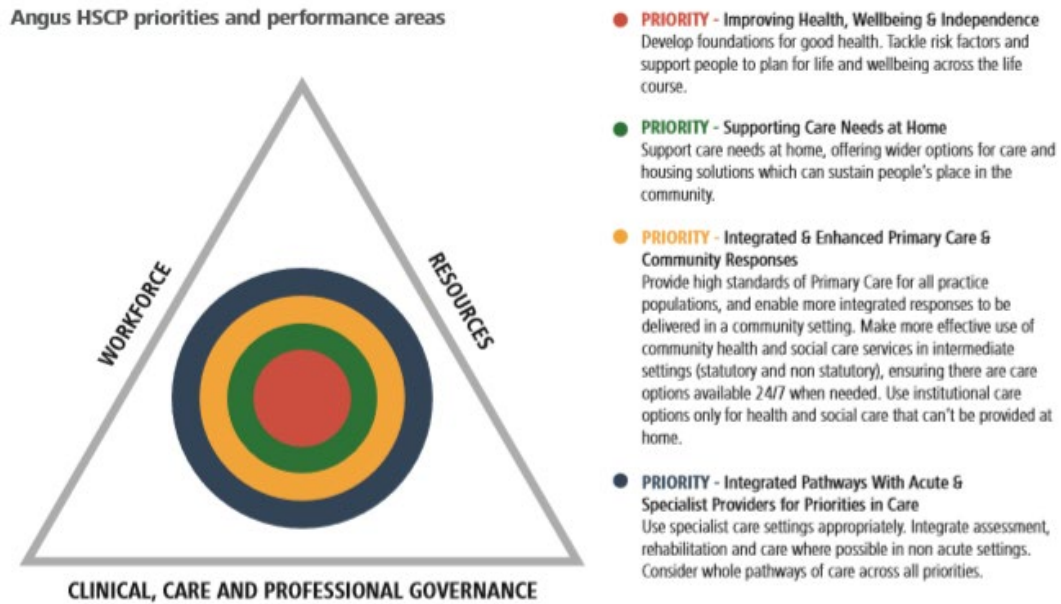 Angus HSCP priorities and performance areas
WORKFORCE
RESOURCES
CLINICAL, CARE AND PROFESSIONAL GOVERNANCE
PRIORITY - Improving Health, Wellbeing & Independence
Develop foundations for good health. Tackle risk factors and
support people to plan for life and wellbeing across the life
course.
PRIORITY - Supporting Care Needs at Home
Support care needs at home, offering wider options for care and
housing solutions which can sustain people's place in the
community.
PRIORITY - Integrated & Enhanced Primary Care &
Community Responses
Provide high standards of Primary Care for all practice
populations, and enable more integrated responses to be
delivered in a community setting. Make more effective use of
community health and social care services in intermediate
settings (statutory and non statutory), ensuring there are care
options available 24/7 when needed. Use institutional care
options only for health and social care that can't be provided at
home.
PRIORITY - Integrated Pathways With Acute &
Specialist Providers for Priorities in Care
Use specialist care settings appropriately. Integrate assessment,
rehabilitation and care where possible in non acute settings.
Consider whole pathways of care across all priorities.